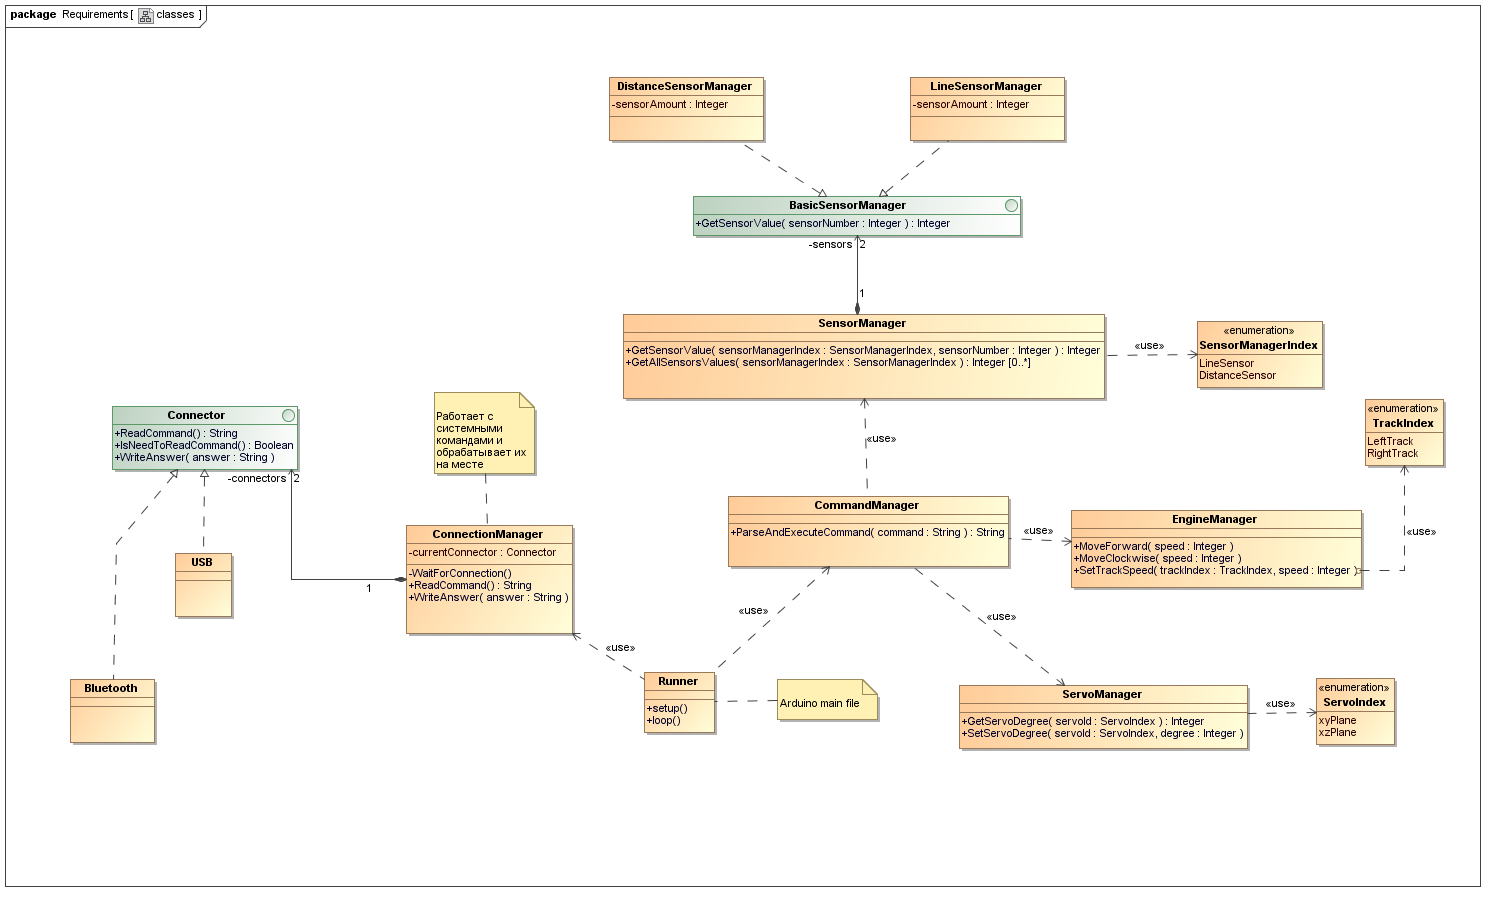 package Requirements [ classes ]
DistanceSensorManager
-sensorAmount : Integer
LineSensorManager
-sensorAmount : Integer
BasicSensorManager
+GetSensorValue( sensorNumber : Integer ) : Integer
-sensors 2
1
SensorManager
+GetSensorValue( sensorManagerIndex : SensorManagerIndex, sensorNumber : Integer ) : Integer
+GetAllSensorsValues( sensorManagerIndex : SensorManagerIndex ) : Integer [0..*]
«use»
«enumeration»
SensorManagerIndex
LineSensor
DistanceSensor
Connector
+ReadCommand() : String
+IsNeedToReadCommand() : Boolean
+WriteAnswer( answer : String )
-connectors 2
Работает с
системными
командами и
обрабатывает их
на месте
«use»
«enumeration»
TrackIndex
LeftTrack
RightTrack
CommandManager
+ParseAndExecuteCommand( command : String ) : String
«use»
EngineManager
+MoveForward( speed : Integer )
+MoveClockwise( speed : Integer )
+SetTrackSpeed( trackIndex : TrackIndex, speed : Integer )
«use»
ConnectionManager
-currentConnector : Connector
-WaitForConnection()
+ReadCommand() : String
+WriteAnswer( answer : String )
1
USB
Bluetooth
«use»
«use»
«use»
Runner
+setup()
+loop()
Arduino main file
ServoManager
+GetServoDegree( servoId : ServoIndex ) : Integer
+SetServoDegree( servoId : ServoIndex, degree : Integer )
«use»
«enumeration»
ServoIndex
xyPlane
xzPlane